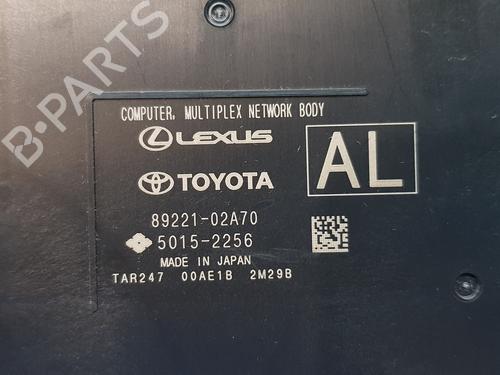 B-PARTS
COMPUTER, MULTIPLEX NETWORK BODY
LEXUS
TOYOTA
AL
89221-02A70
5015-2256
MADE IN JAPAN
TAR247 00AE1B 2M29B